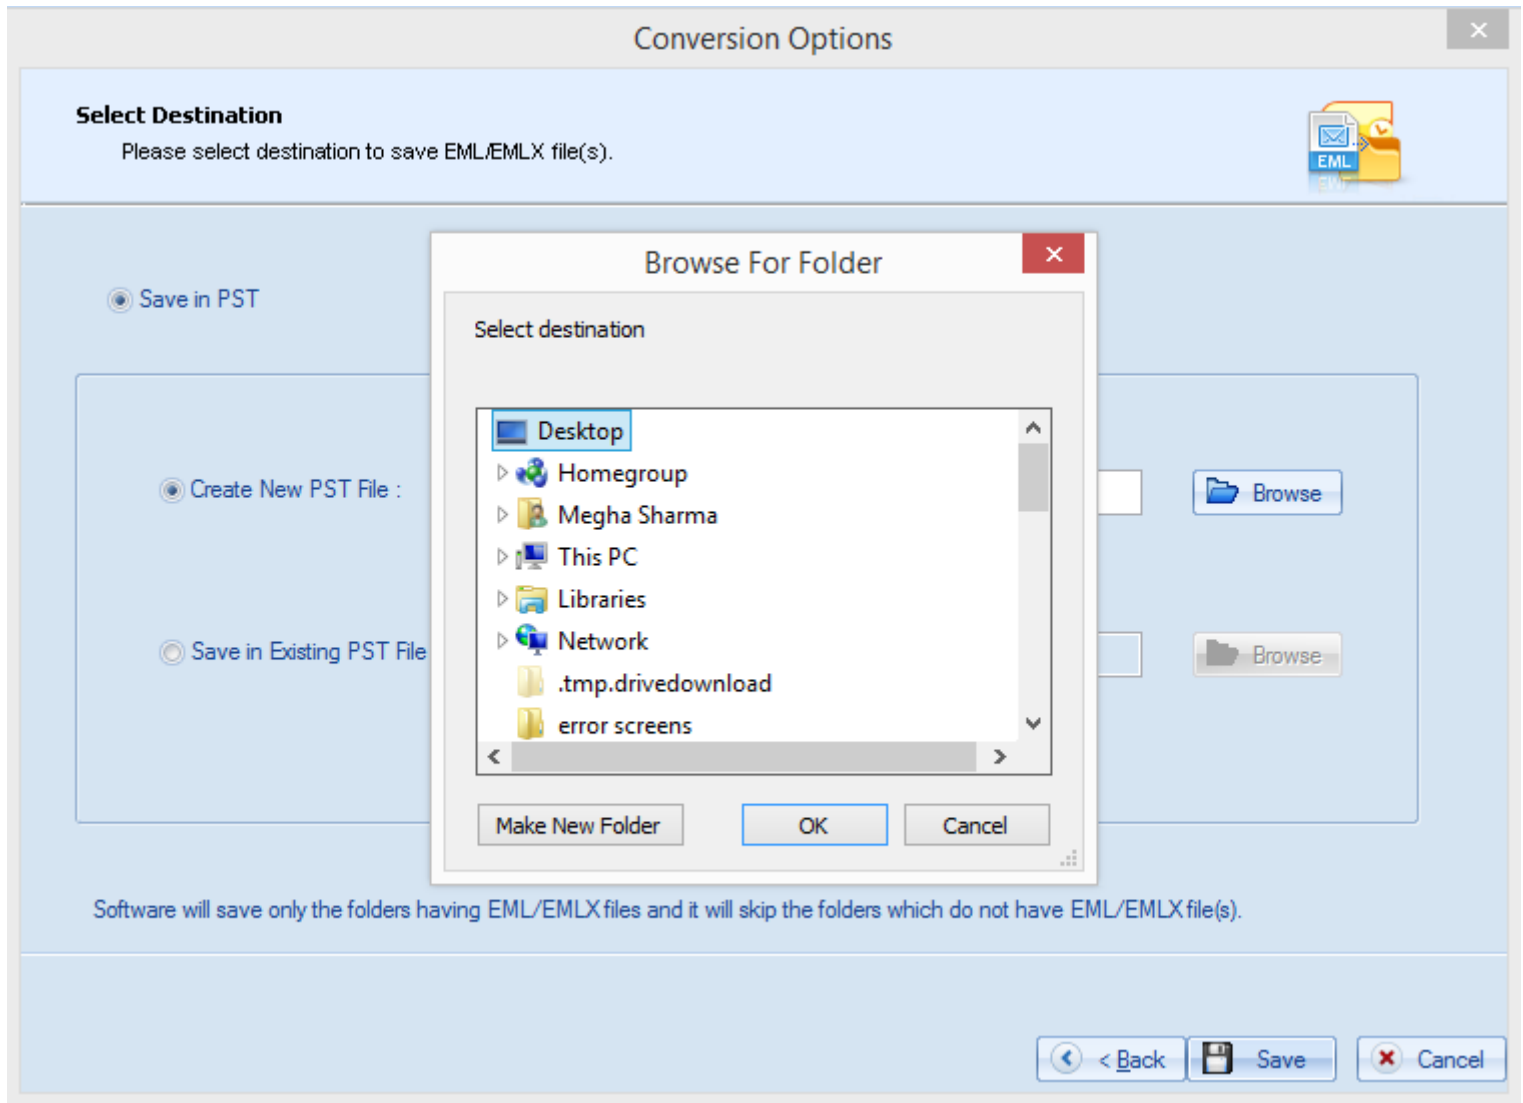 Conversion Options
Select Destination
Please select destination to save EML/EMLX file(s).
EML
Browse For Folder
Save in PST
Select destination
Desktop
Homegroup
Megha Sharma
This PC
Libraries
Network
.tmp.drivedownload
error screens
Create New PST File :
Browse
Save in Existing PST File
Browse
Make New Folder
OK
Cancel
Software will save only the folders having EML/EMLX files and it will skip the folders which do not have EML/EMLX file(s).
< Back
Save
Cancel